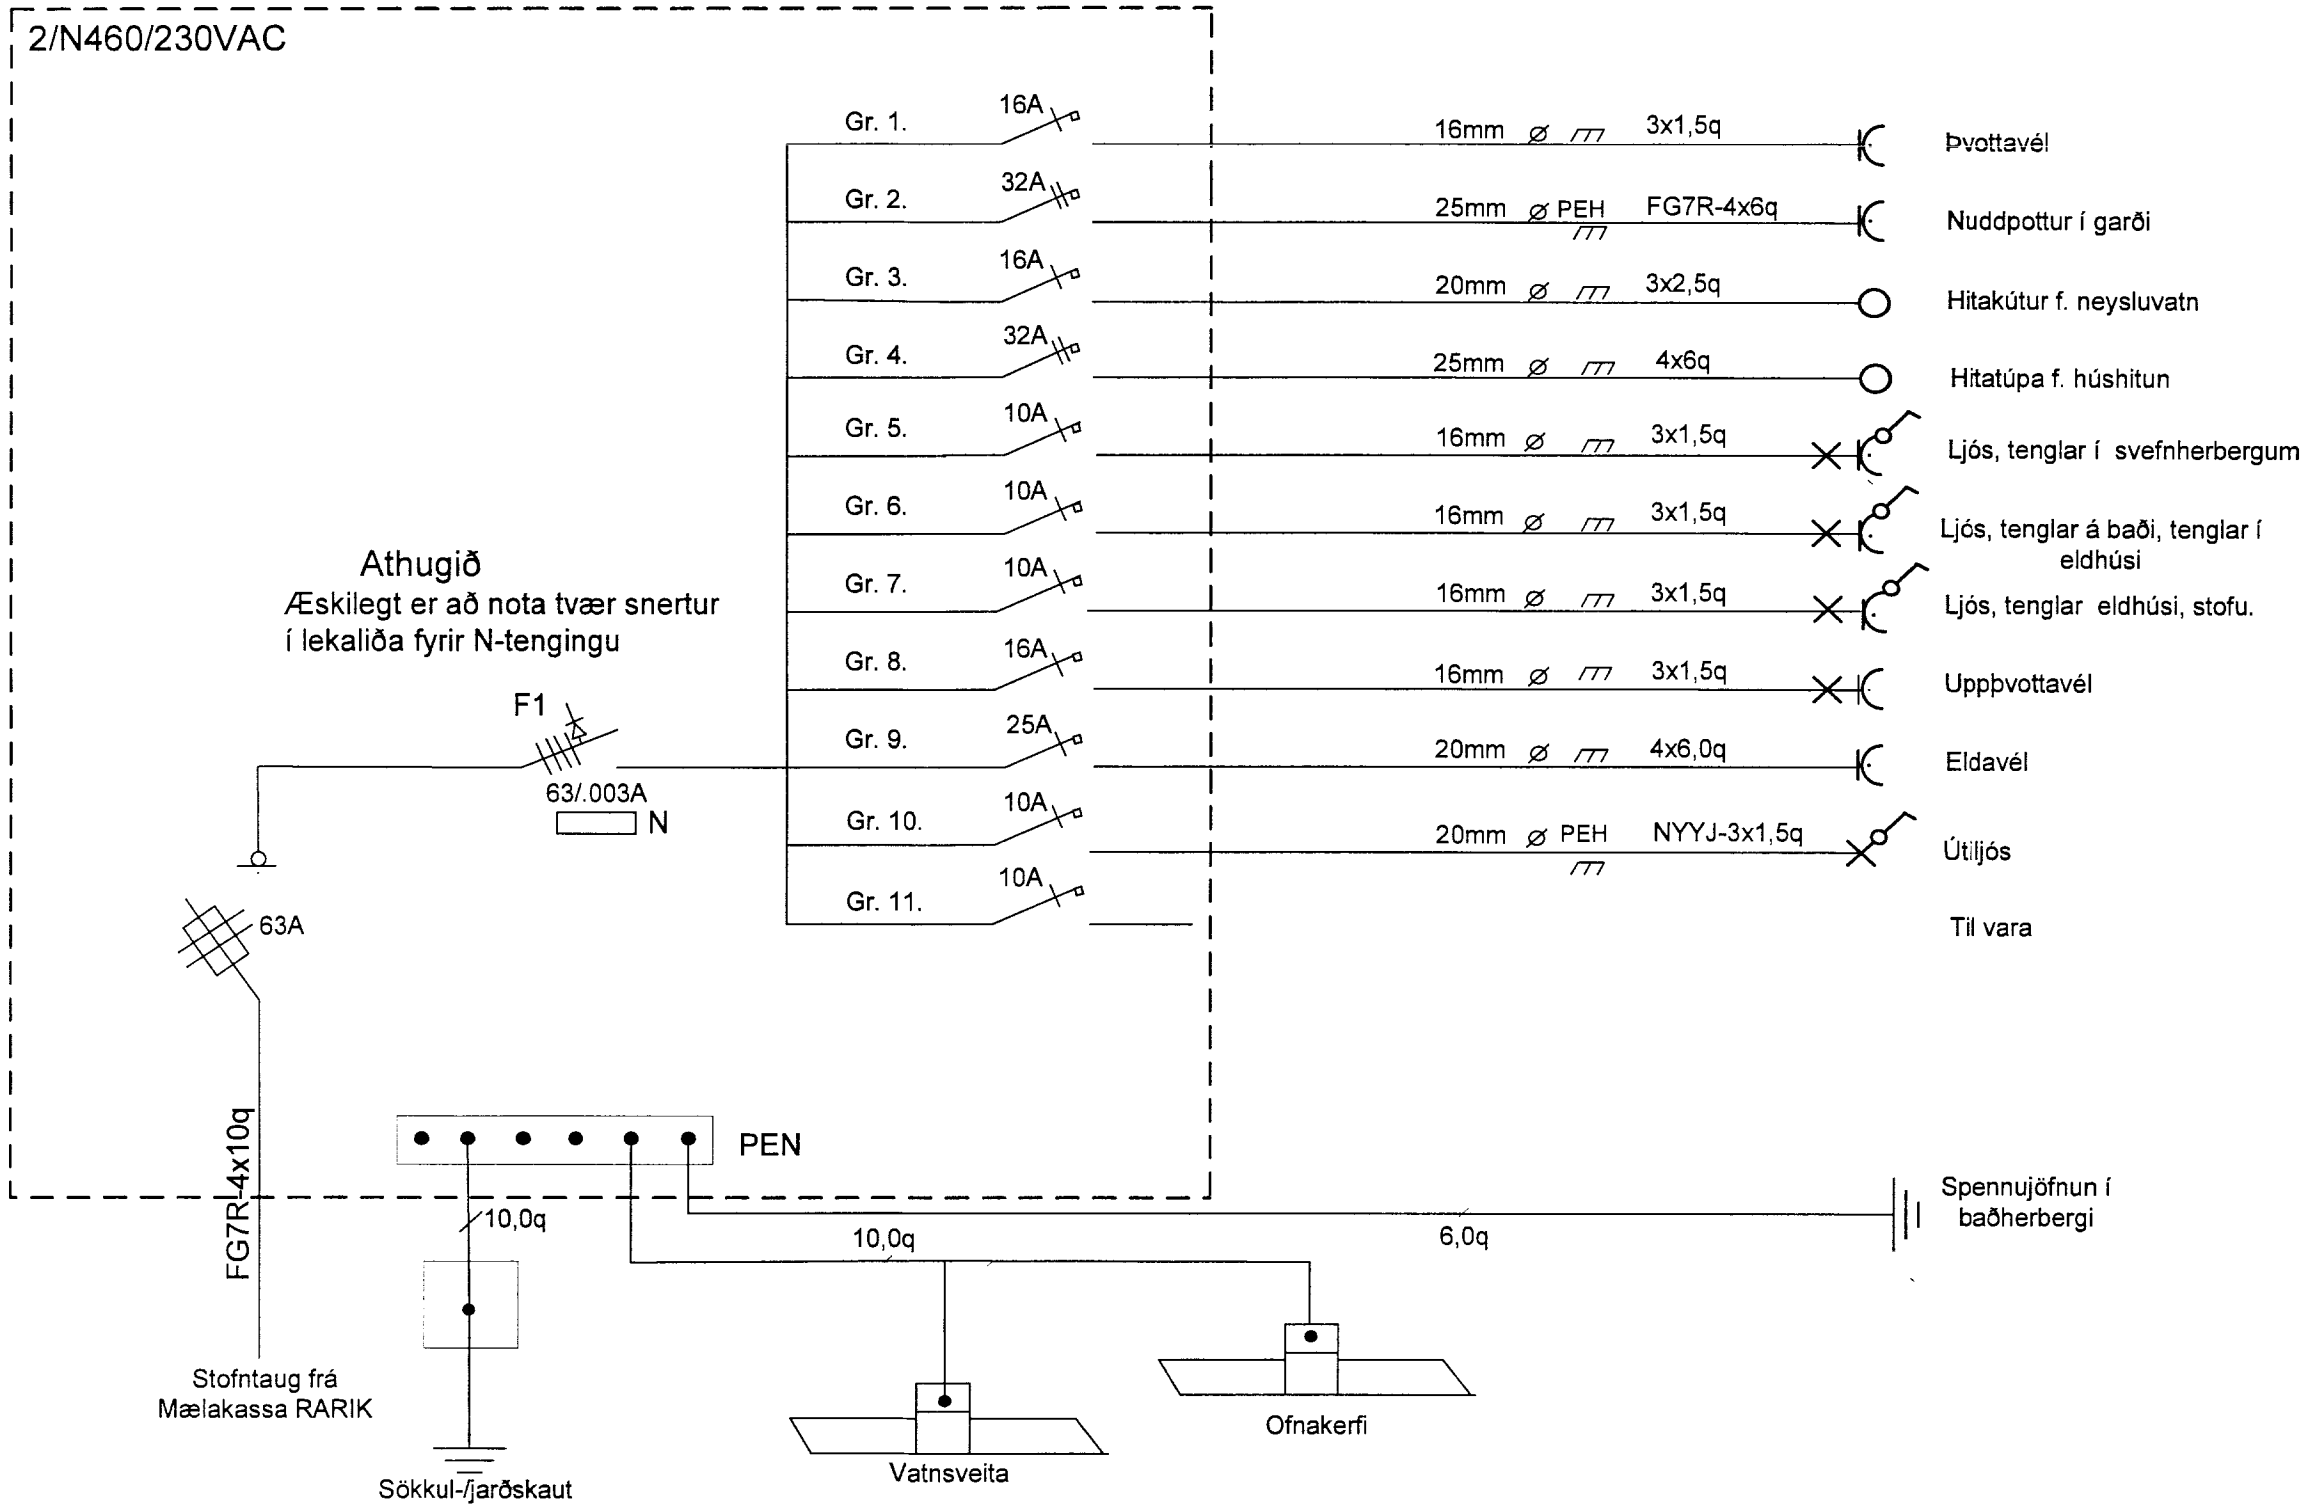 2/N460/230VAC
Gr. 1. 16A 16mm 3x1,5q Þvottavél
Gr. 2. 32A 25mm PEH FG7R-4x6q Nuddpottur í garði
Gr. 3. 16A 20mm 3x2,5q Hitakútur f. neysluvatn
Gr. 4. 32A 25mm 4x6q Hitatúpa f. húshitun
Gr. 5. 10A 16mm 3x1,5q Ljós, tenglar í svefnherbergum
Gr. 6. 10A 16mm 3x1,5q Ljós, tenglar á baði, tenglar í
eldhúsi
Gr. 7. 10A 16mm 3x1,5q Ljós, tenglar eldhúsi, stofu.
Gr. 8. 16A 16mm 3x1,5q Uppþvottavél
Gr. 9. 25A 20mm 4x6,0q Eldavél
Gr. 10. 10A 20mm PEH NYYJ-3x1,5q Útiljós
Gr. 11. 10A Til vara
Athugið
Æskilegt er að nota tvær snertur
í lekaliða fyrir N-tengingu
F1
63/.003A
N
63A
FG7R-4x10q
Stofntaug frá
Mælakassa RARIK
PEN
10,0q
10,0q
6,0q
Spennujöfnun í
baðherbergi
Sökkul-/jarðskaut
Vatnsveita
Ofnakerfi